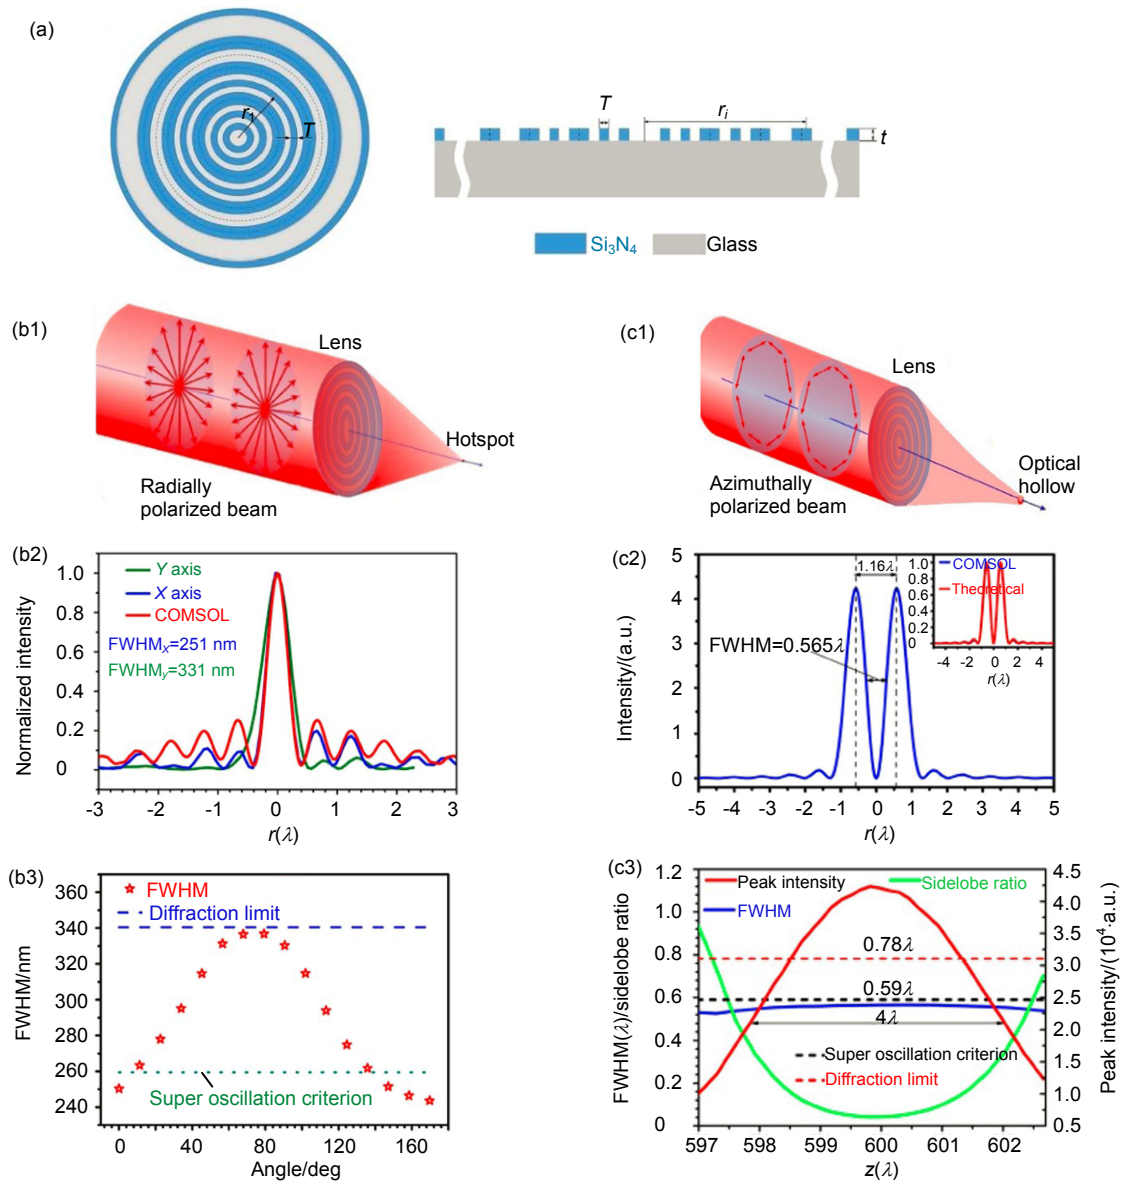 (a)
r₁
T
T
rᵢ
t
Si₃N₄
Glass
(b1)
Lens
Hotspot
Radially
polarized beam
(c1)
Lens
Optical
hollow
Azimuthally
polarized beam
(b2)
Y axis
X axis
COMSOL
FWHMₓ=251 nm
FWHMᵧ=331 nm
Normalized intensity
1.0
0.8
0.6
0.4
0.2
0
-3 -2 -1 0 1 2 3
r(λ)
(c2)
Intensity/(a.u.)
5
4
3
2
1
0
1.16λ
FWHM=0.565λ
COMSOL
Theoretical
1.0
0.8
0.6
0.4
0.2
0
-4 -2 0 2 4
r(λ)
-5 -4 -3 -2 -1 0 1 2 3 4 5
r(λ)
(b3)
FWHM/nm
360
340
320
300
280
260
240
FWHM
Diffraction limit
Super oscillation criterion
0 40 80 120 160
Angle/deg
(c3)
FWHM(λ)/sidelobe ratio
1.2
1.0
0.8
0.6
0.4
0.2
0
Peak intensity
Sidelobe ratio
FWHM
0.78λ
0.59λ
4λ
Super oscillation criterion
Diffraction limit
4.5
4.0
3.5
3.0
2.5
2.0
1.5
1.0
0.5
Peak intensity/(10⁴·a.u.)
597 598 599 600 601 602
z(λ)